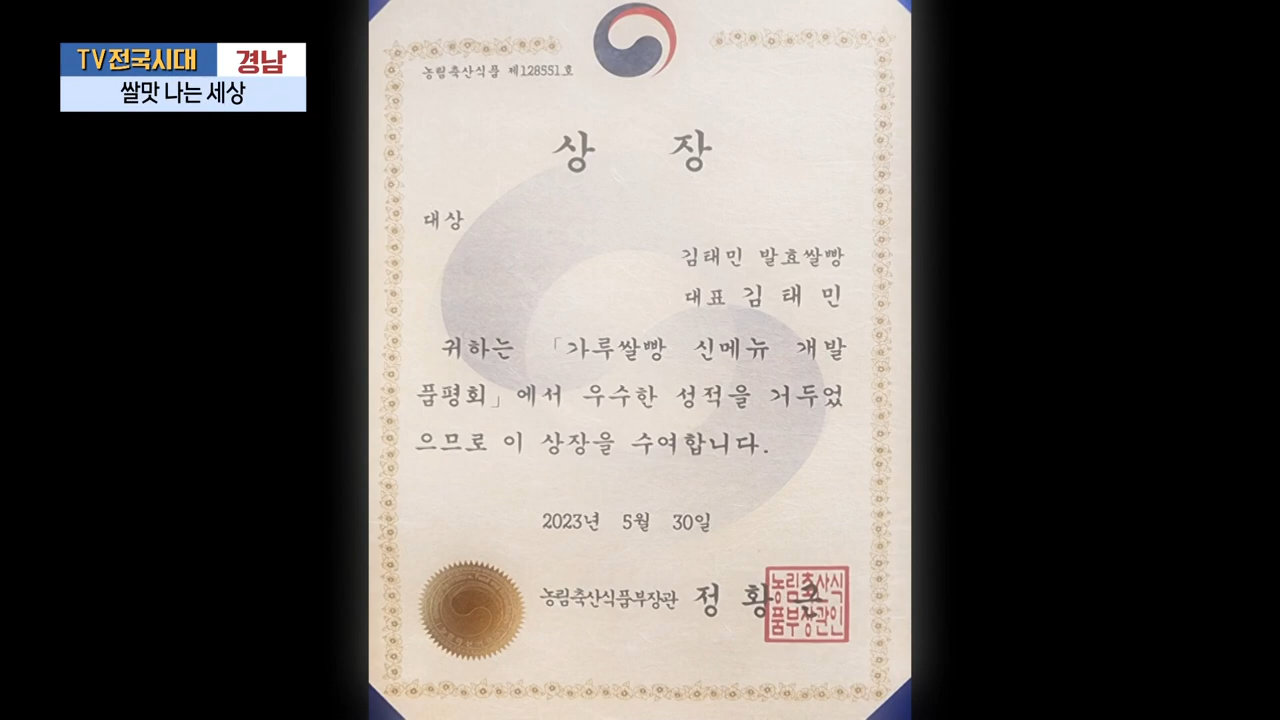 TV전국시대 경남
쌀맛 나는 세상
농림축산식품 제128551호
상 장
대상
김태민 발효쌀빵
대표 김 태 민
귀하는 「가루쌀빵 신메뉴 개발
품평회」에서 우수한 성적을 거두었
으므로 이 상장을 수여합니다.
2023년 5월 30일
농림축산식품부장관 정 황 근
농림축산식
품부장관인